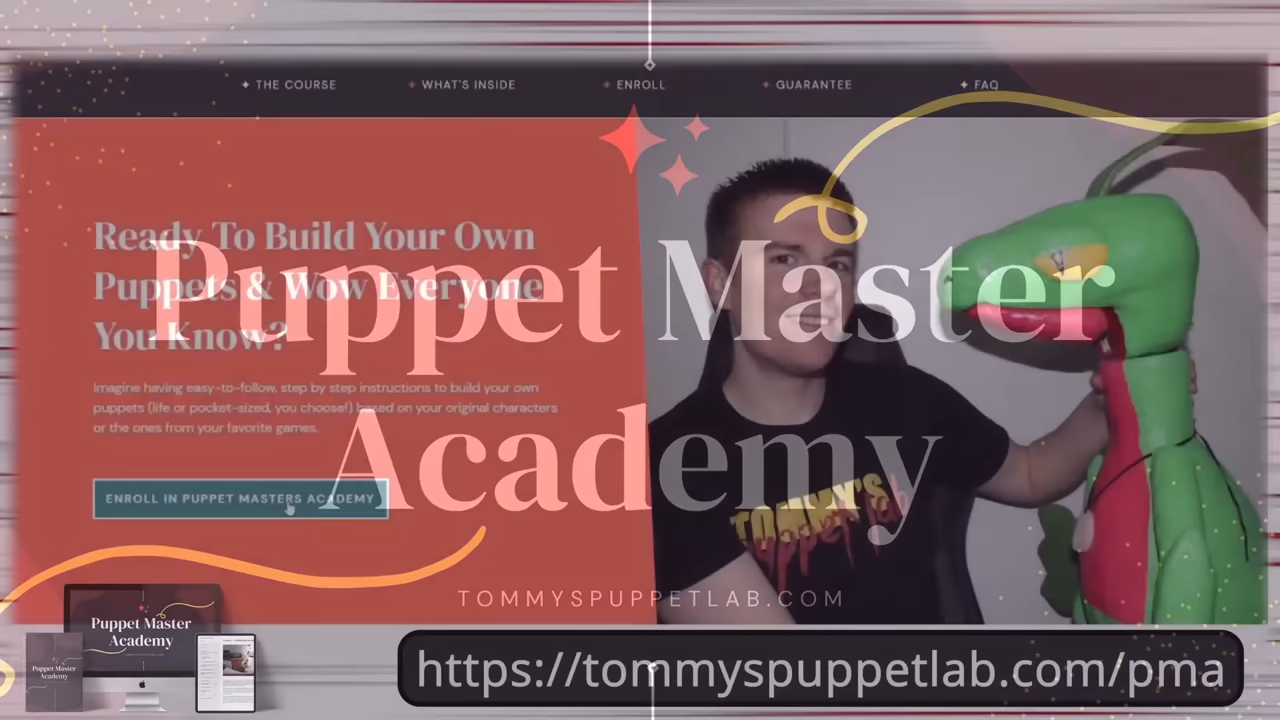 THE COURSE
WHAT'S INSIDE
ENROLL
GUARANTEE
FAQ
Ready To Build Your Own
Puppets & Wow Everyone
You Know?
Puppet Master
Academy
Imagine having easy-to-follow, step by step instructions to build your own
puppets (life or pocket-sized, you choose!) based on your original characters
or the ones from your favorite games.
ENROLL IN PUPPET MASTERS ACADEMY
TOMMY'S
Puppet lab
TOMMYSPUPPETLAB.COM
Puppet Master
Academy
Puppet Master
Academy
https://tommyspuppetlab.com/pma